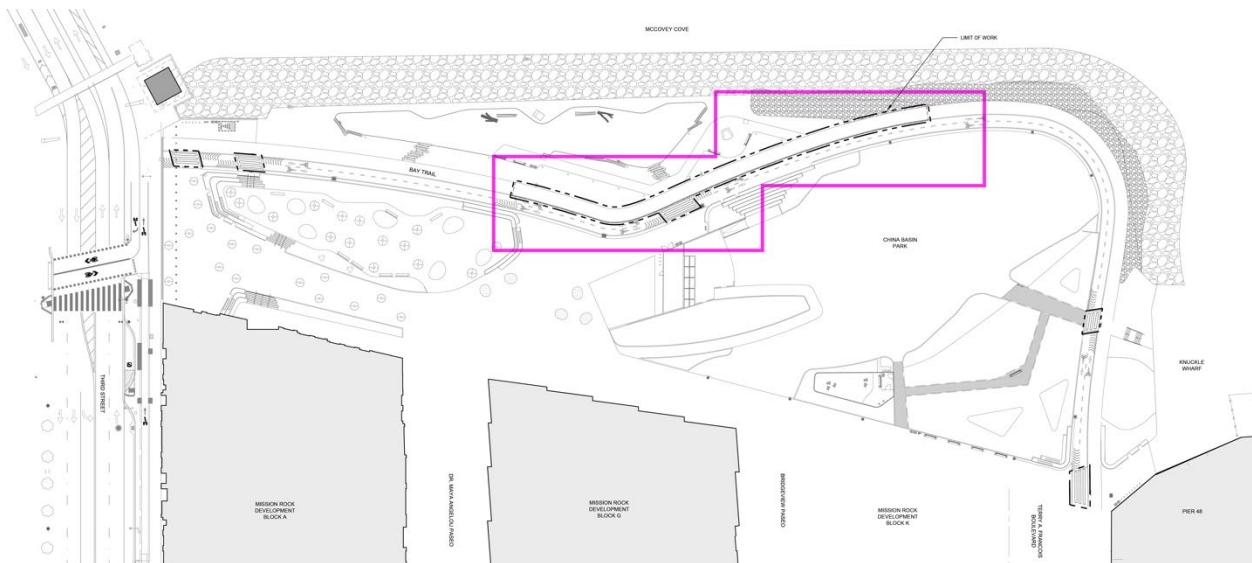 MCCOVEY COVE
LIMIT OF WORK
BAY TRAIL
CHINA BASIN
PARK
KNUCKLE
WHARF
THIRD STREET
MISSION ROCK
DEVELOPMENT
BLOCK A
DR. MAYA ANGELOU PASEO
MISSION ROCK
DEVELOPMENT
BLOCK G
BRIDGEVIEW PASEO
MISSION ROCK
DEVELOPMENT
BLOCK K
TERRY A. FRANCOIS
BOULEVARD
PIER 48